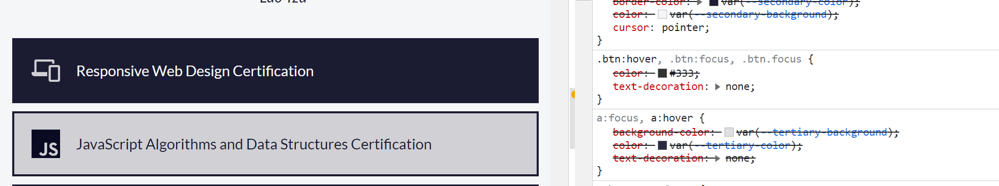 Lao Tzu
Responsive Web Design Certification
JS
JavaScript Algorithms and Data Structures Certification
border-color: var(--secondary-color);
color: var(--secondary-background);
cursor: pointer;
}
.btn:hover, .btn:focus, .btn.focus {
color: #333;
text-decoration: none;
}
a:focus, a:hover {
background-color: var(--tertiary-background);
color: var(--tertiary-color);
text-decoration: none;
}